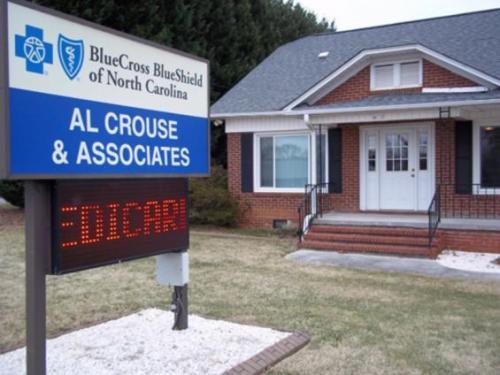 BlueCross BlueShield
of North Carolina
AL CROUSE
& ASSOCIATES
EDICAR